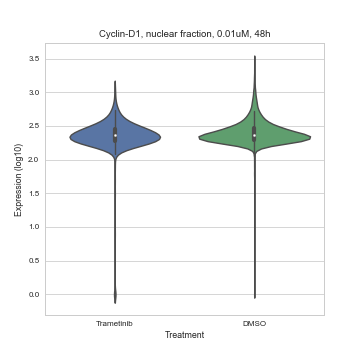 Cyclin-D1, nuclear fraction, 0.01uM, 48h
3.5
3.0
2.5
2.0
1.5
1.0
0.5
0.0
Expression (log10)
Trametinib DMSO
Treatment